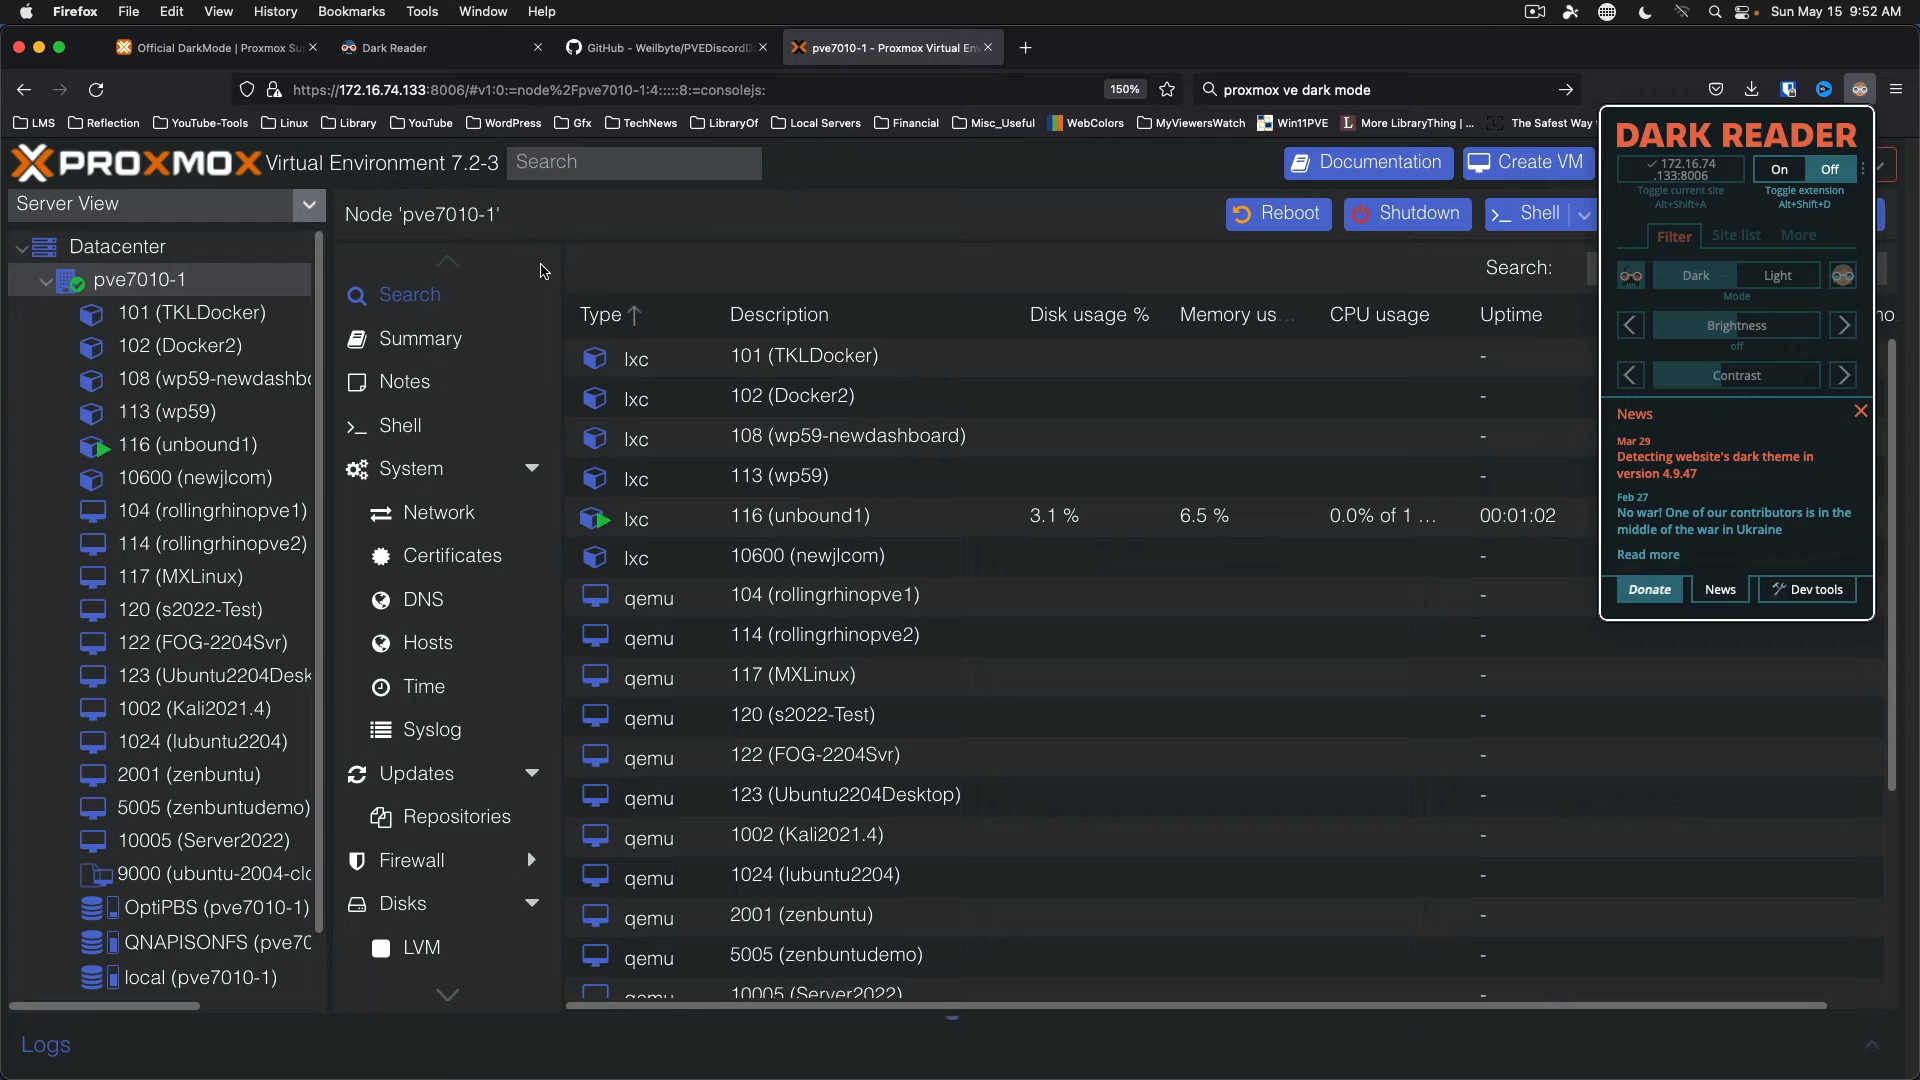 Firefox File Edit View History Bookmarks Tools Window Help
Sun May 15 9:52 AM
Official DarkMode | Proxmox Su
Dark Reader
GitHub - Weilbyte/PVEDiscordD
pve7010-1 - Proxmox Virtual En
https://172.16.74.133:8006/#v1:0:=node%2Fpve7010-1:4:::::8:=consolejs:
150%
proxmox ve dark mode
LMS Reflection YouTube-Tools Linux Library YouTube WordPress Gfx TechNews LibraryOf Local Servers Financial Misc_Useful WebColors MyViewersWatch Win11PVE More LibraryThing | ... The Safest Way
PROXMOX Virtual Environment 7.2-3 Search
Documentation Create VM
Server View
Node 'pve7010-1'
Reboot Shutdown Shell
Datacenter
pve7010-1
101 (TKLDocker)
102 (Docker2)
108 (wp59-newdashbo
113 (wp59)
116 (unbound1)
10600 (newjlcom)
104 (rollingrhinopve1)
114 (rollingrhinopve2)
117 (MXLinux)
120 (s2022-Test)
122 (FOG-2204Svr)
123 (Ubuntu2204Desk
1002 (Kali2021.4)
1024 (lubuntu2204)
2001 (zenbuntu)
5005 (zenbuntudemo)
10005 (Server2022)
9000 (ubuntu-2004-clo
OptiPBS (pve7010-1)
QNAPISONFS (pve70
local (pve7010-1)
Search
Summary
Notes
Shell
System
Network
Certificates
DNS
Hosts
Time
Syslog
Updates
Repositories
Firewall
Disks
LVM
Search:
Type Description Disk usage % Memory us... CPU usage Uptime
lxc 101 (TKLDocker) -
lxc 102 (Docker2) -
lxc 108 (wp59-newdashboard) -
lxc 113 (wp59) -
lxc 116 (unbound1) 3.1 % 6.5 % 0.0% of 1 ... 00:01:02
lxc 10600 (newjlcom) -
qemu 104 (rollingrhinopve1) -
qemu 114 (rollingrhinopve2) -
qemu 117 (MXLinux) -
qemu 120 (s2022-Test) -
qemu 122 (FOG-2204Svr) -
qemu 123 (Ubuntu2204Desktop) -
qemu 1002 (Kali2021.4) -
qemu 1024 (lubuntu2204) -
qemu 2001 (zenbuntu) -
qemu 5005 (zenbuntudemo) -
qemu 10005 (Server2022) -
DARK READER
172.16.74
.133:8006
On Off
Toggle current site
Alt+Shift+A
Toggle extension
Alt+Shift+D
Filter Site list More
Dark Light
Mode
Brightness
off
Contrast
News
Mar 29
Detecting website's dark theme in
version 4.9.47
Feb 27
No war! One of our contributors is in the
middle of the war in Ukraine
Read more
Donate News Dev tools
Logs